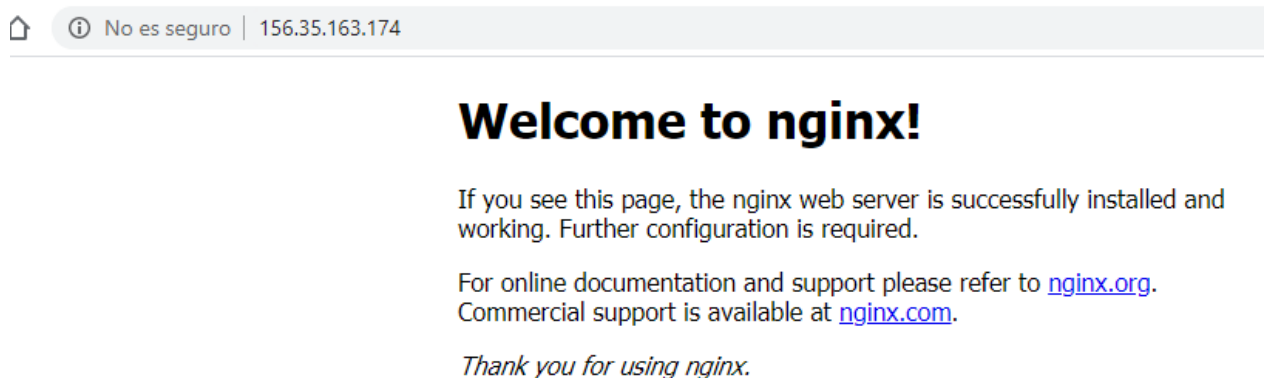 No es seguro | 156.35.163.174
Welcome to nginx!
If you see this page, the nginx web server is successfully installed and
working. Further configuration is required.
For online documentation and support please refer to nginx.org.
Commercial support is available at nginx.com.
Thank you for using nginx.